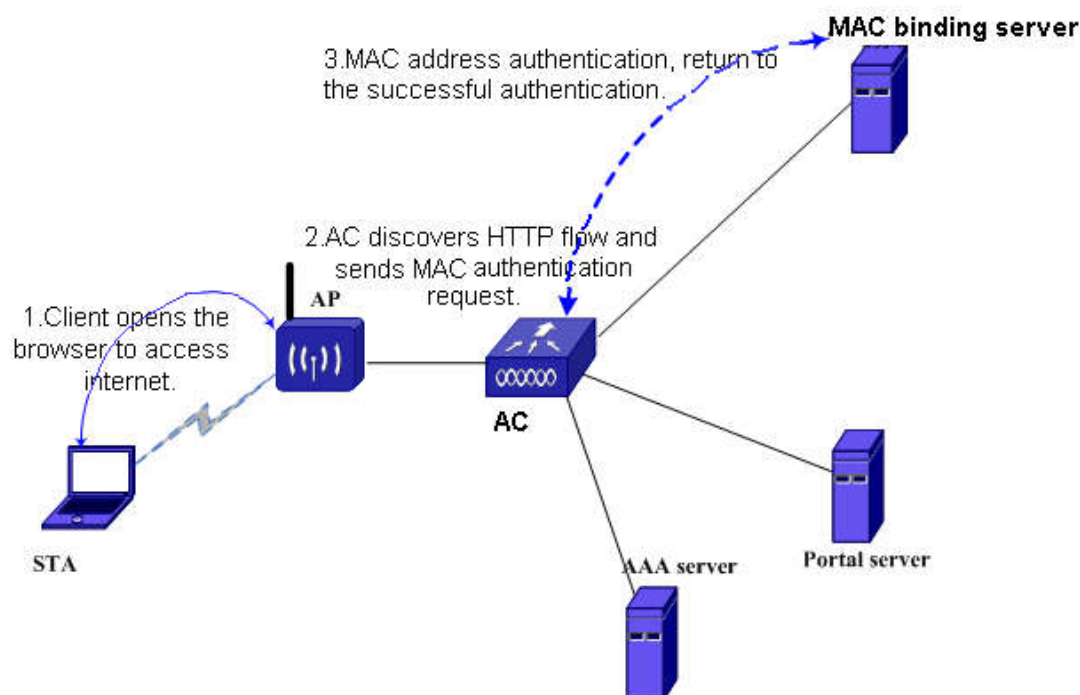 MAC binding server
3.MAC address authentication, return to
the successful authentication.
2.AC discovers HTTP flow and
sends MAC authentication
request.
AP
1.Client opens the
browser to access
internet.
AC
STA
AAA server
Portal server